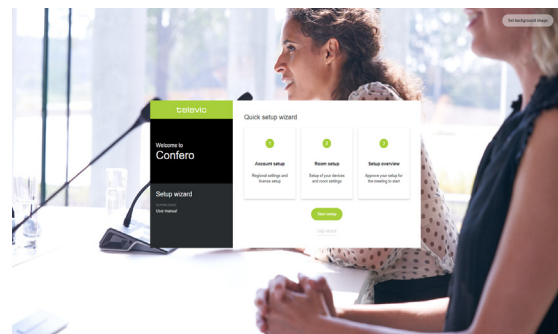 Set background image
televic
Welcome to
Confero
Setup wizard
User manual
Quick setup wizard
1
2
3
Account setup
Regional settings and
licence setup
Room setup
Setup of your devices
and room settings
Setup overview
Approve your setup for
the meeting to start
Start setup